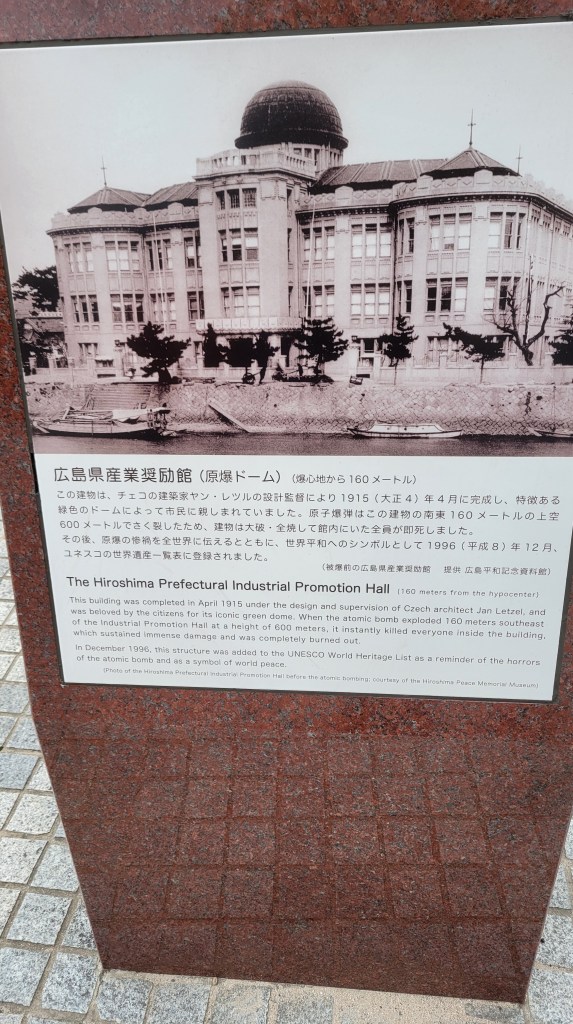 広島県産業奨励館（原爆ドーム）（爆心地から160メートル）
この建物は、チェコの建築家ヤン・レツルの設計監督により1915（大正4）年4月に完成し、特徴ある
緑色のドームによって市民に親しまれていました。原子爆弾はこの建物の南東160メートルの上空
600メートルでさく裂したため、建物は大破・全焼して館内にいた全員が即死しました。
その後、原爆の惨禍を全世界に伝えるとともに、世界平和へのシンボルとして1996（平成8）年12月、
ユネスコの世界遺産一覧表に登録されました。
（被爆前の広島県産業奨励館 提供 広島平和記念資料館）
The Hiroshima Prefectural Industrial Promotion Hall (160 meters from the hypocenter)
This building was completed in April 1915 under the design and supervision of Czech architect Jan Letzel, and
was beloved by the citizens for its iconic green dome. When the atomic bomb exploded 160 meters southeast
of the Industrial Promotion Hall at a height of 600 meters, it instantly killed everyone inside the building,
which sustained immense damage and was completely burned out.
In December 1996, this structure was added to the UNESCO World Heritage List as a reminder of the horrors
of the atomic bomb and as a symbol of world peace.
(Photo of the Hiroshima Prefectural Industrial Promotion Hall before the atomic bombing, courtesy of the Hiroshima Peace Memorial Museum)